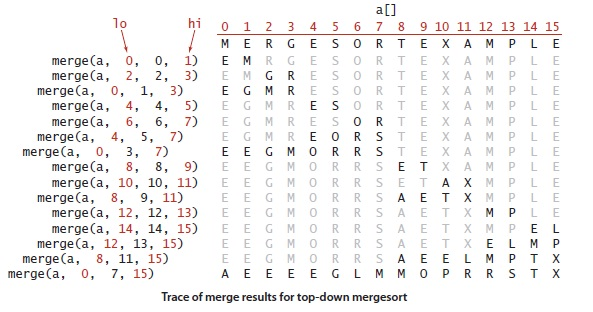 a[]
lo hi 0 1 2 3 4 5 6 7 8 9 10 11 12 13 14 15
M E R G E S O R T E X A M P L E
merge(a, 0, 0, 1) E M R G E S O R T E X A M P L E
merge(a, 2, 2, 3) E M G R E S O R T E X A M P L E
merge(a, 0, 1, 3) E G M R E S O R T E X A M P L E
merge(a, 4, 4, 5) E G M R E S O R T E X A M P L E
merge(a, 6, 6, 7) E G M R E S O R T E X A M P L E
merge(a, 4, 5, 7) E G M R E O R S T E X A M P L E
merge(a, 0, 3, 7) E E G M O R R S T E X A M P L E
merge(a, 8, 8, 9) E E G M O R R S E T X A M P L E
merge(a, 10, 10, 11) E E G M O R R S E T A X M P L E
merge(a, 8, 9, 11) E E G M O R R S A E T X M P L E
merge(a, 12, 12, 13) E E G M O R R S A E T X M P L E
merge(a, 14, 14, 15) E E G M O R R S A E T X M P E L
merge(a, 12, 13, 15) E E G M O R R S A E T X E L M P
merge(a, 8, 11, 15) E E G M O R R S A E E L M P T X
merge(a, 0, 7, 15) A E E E E G L M M O P R R S T X
Trace of merge results for top-down mergesort